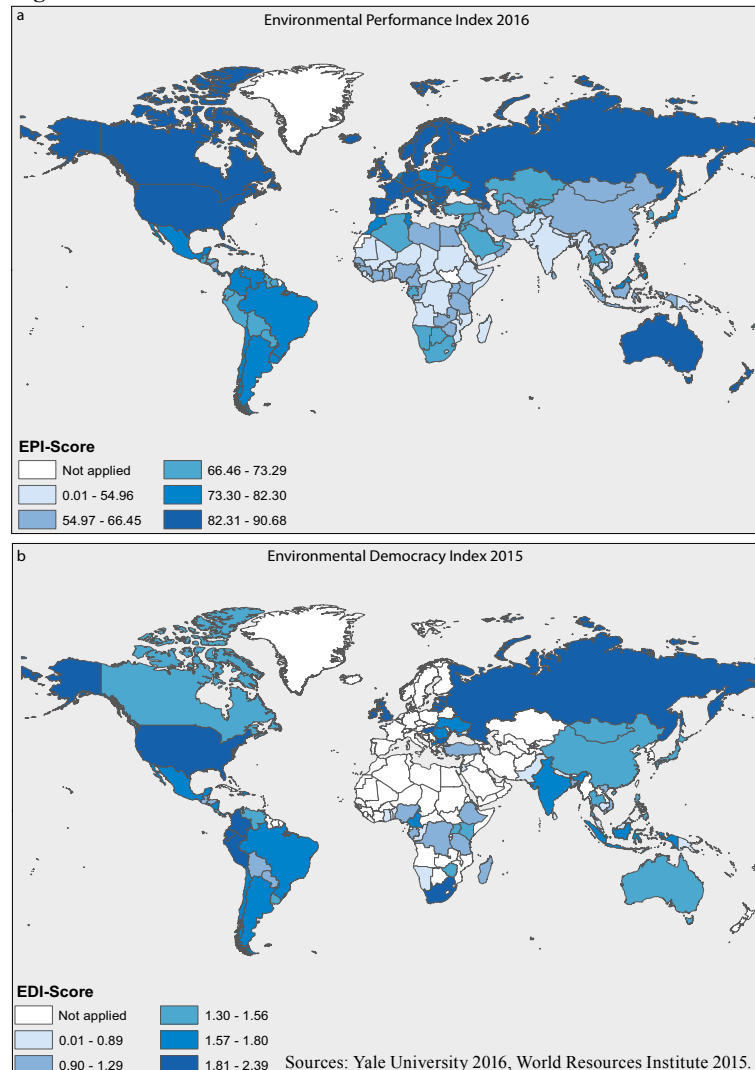 a
Environmental Performance Index 2016
EPI-Score
Not applied
66.46 - 73.29
0.01 - 54.96
73.30 - 82.30
54.97 - 66.45
82.31 - 90.68
b
Environmental Democracy Index 2015
EDI-Score
Not applied
1.30 - 1.56
0.01 - 0.89
1.57 - 1.80
0.90 - 1.29
1.81 - 2.39
Sources: Yale University 2016, World Resources Institute 2015.